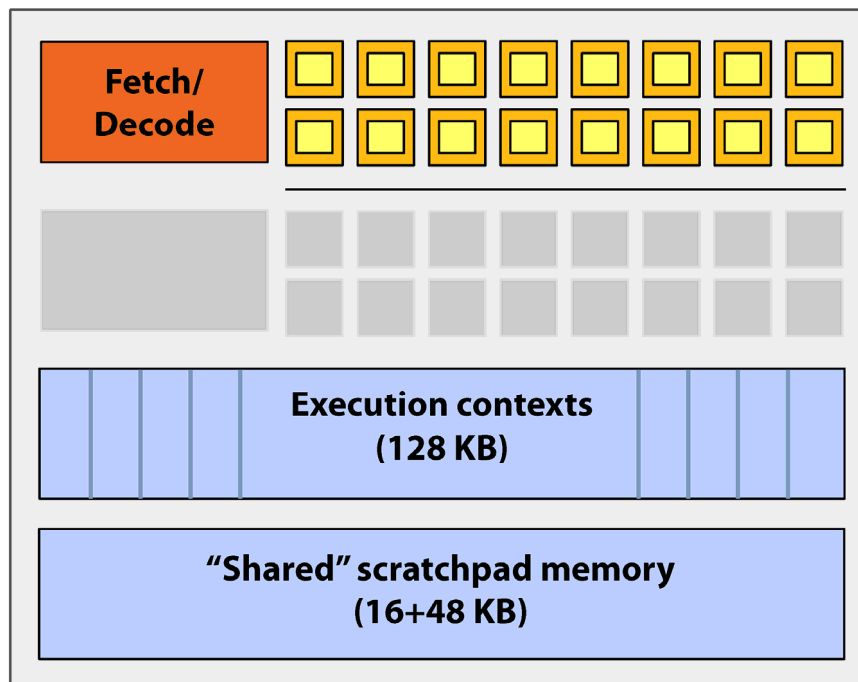 Fetch/
Decode
Execution contexts
(128 KB)
“Shared” scratchpad memory
(16+48 KB)